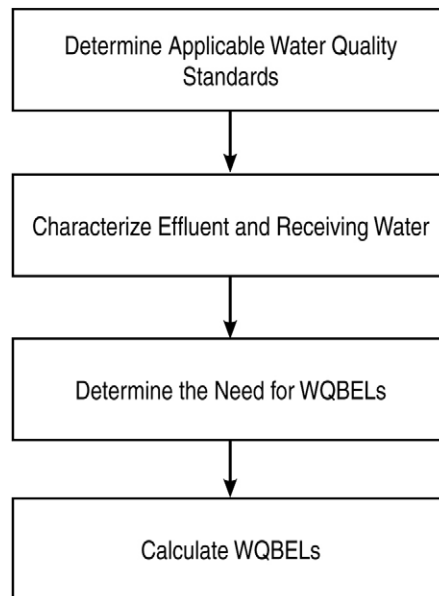 Determine Applicable Water Quality
Standards
Characterize Effluent and Receiving Water
Determine the Need for WQBELs
Calculate WQBELs